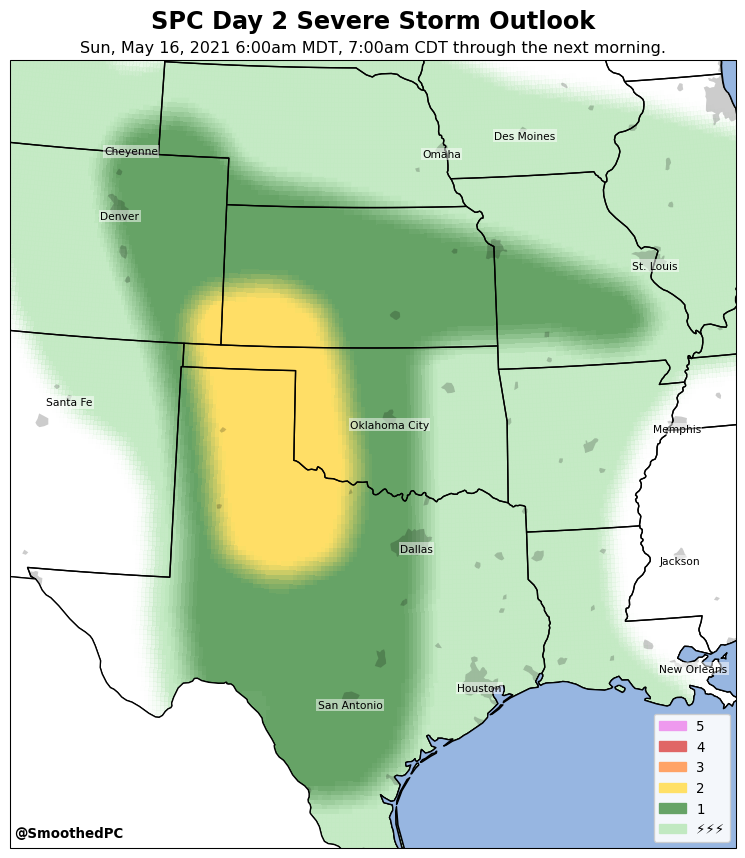 SPC Day 2 Severe Storm Outlook
Sun, May 16, 2021 6:00am MDT, 7:00am CDT through the next morning.
Des Moines
Cheyenne
Omaha
Denver
St. Louis
Santa Fe
Oklahoma City
Memphis
Dallas
Jackson
New Orleans
Houston
San Antonio
5
4
3
2
1
⚡⚡⚡
@SmoothedPC